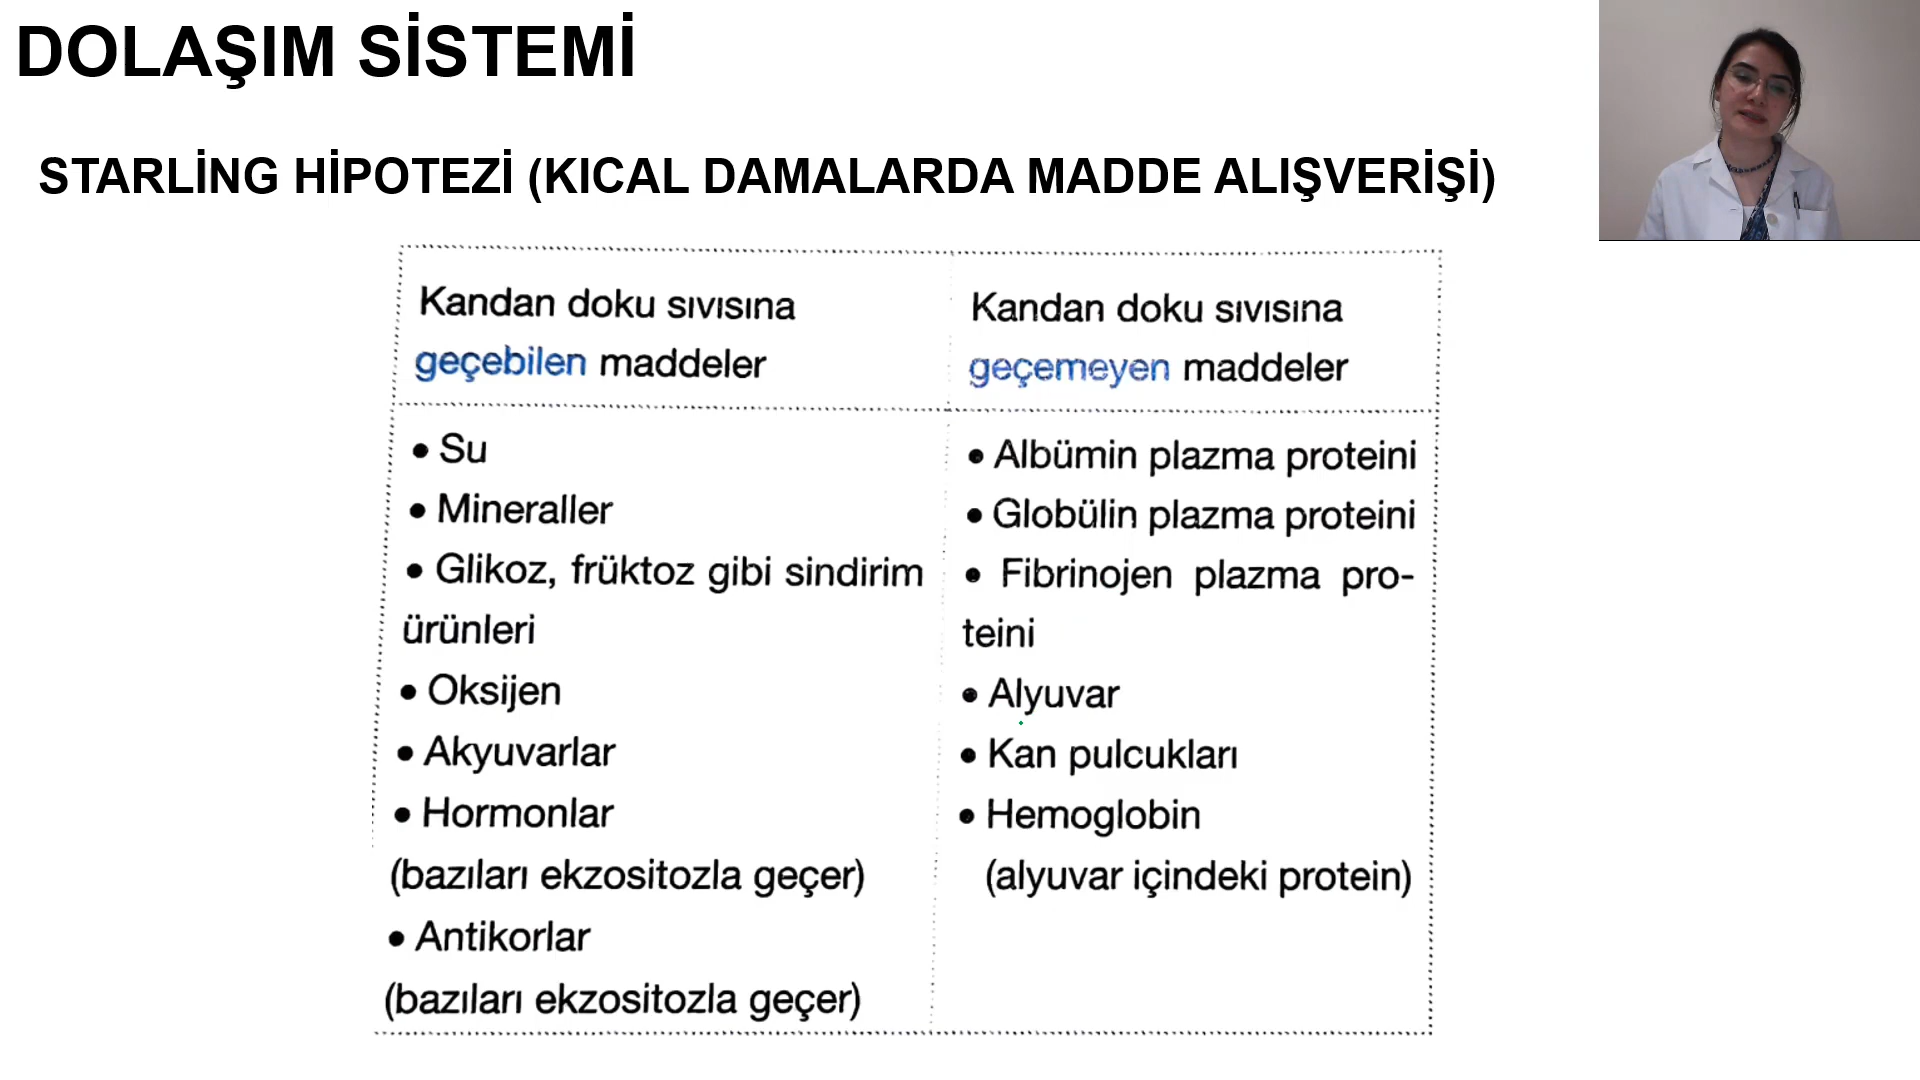 DOLAŞIM SİSTEMİ
STARLİNG HİPOTEZİ (KICAL DAMALARDA MADDE ALIŞVERİŞİ)
Kandan doku sıvısına
geçebilen maddeler
• Su
• Mineraller
• Glikoz, früktoz gibi sindirim
ürünleri
• Oksijen
• Akyuvarlar
• Hormonlar
(bazıları ekzositozla geçer)
• Antikorlar
(bazıları ekzositozla geçer)
Kandan doku sıvısına
geçemeyen maddeler
• Albümin plazma proteini
• Globülin plazma proteini
• Fibrinojen plazma pro-
teini
• Alyuvar
• Kan pulcukları
• Hemoglobin
(alyuvar içindeki protein)